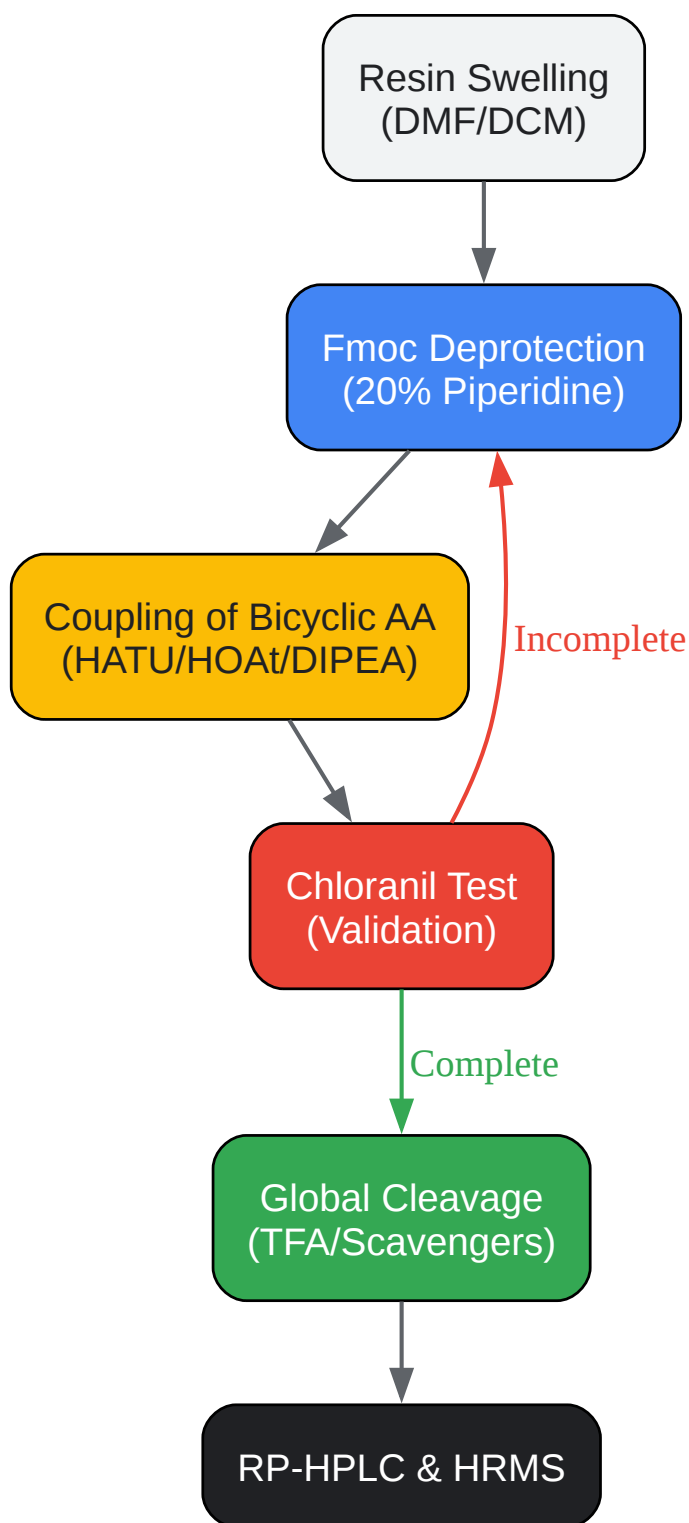 Resin Swelling
(DMF/DCM)
Fmoc Deprotection
(20% Piperidine)
Coupling of Bicyclic AA
(HATU/HOAt/DIPEA)
Incomplete
Chloranil Test
(Validation)
Complete
Global Cleavage
(TFA/Scavengers)
RP-HPLC & HRMS